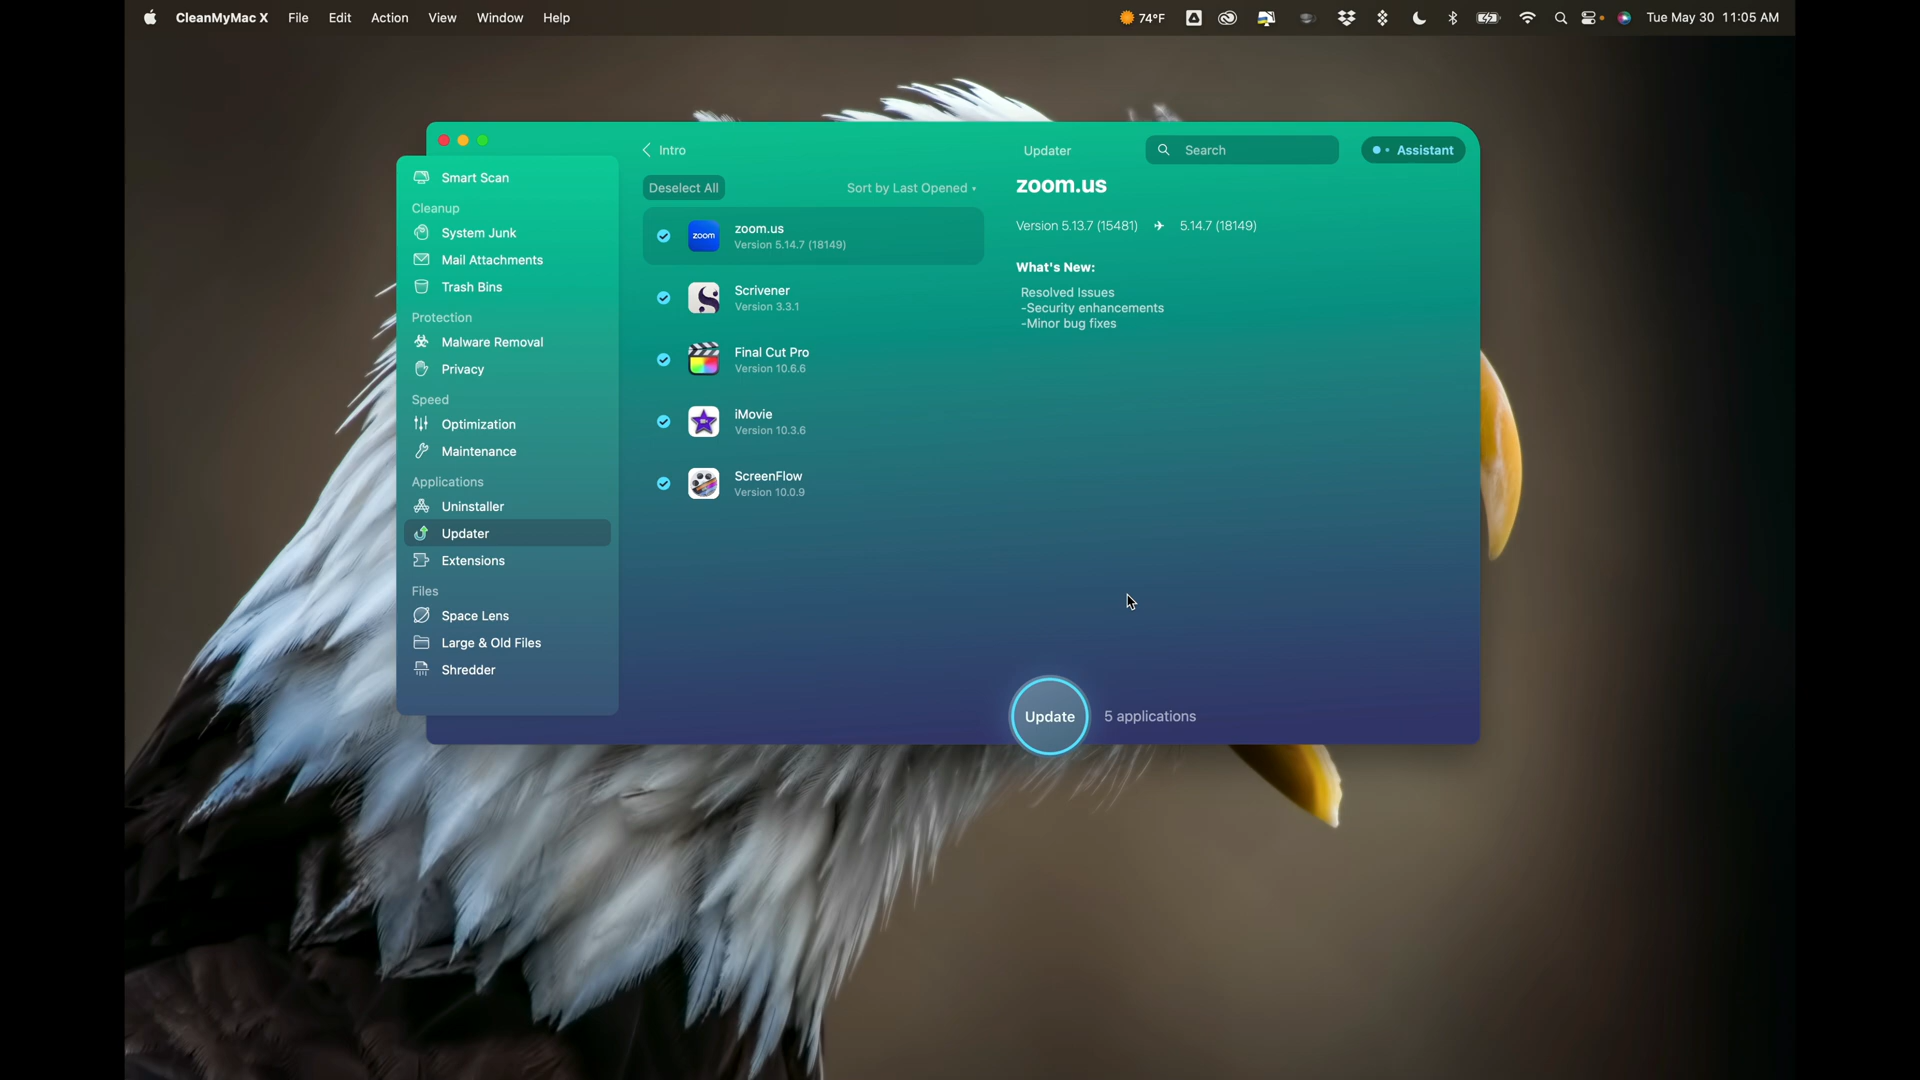 CleanMyMac X File Edit Action View Window Help 74°F Tue May 30 11:05 AM
Intro
Updater
Search
Assistant
Smart Scan
Cleanup
System Junk
Mail Attachments
Trash Bins
Protection
Malware Removal
Privacy
Speed
Optimization
Maintenance
Applications
Uninstaller
Updater
Extensions
Files
Space Lens
Large & Old Files
Shredder
Deselect All
Sort by Last Opened
zoom
zoom.us
Version 5.14.7 (18149)
Scrivener
Version 3.3.1
Final Cut Pro
Version 10.6.6
iMovie
Version 10.3.6
ScreenFlow
Version 10.0.9
zoom.us
Version 5.13.7 (15481) 5.14.7 (18149)
What's New:
Resolved Issues
-Security enhancements
-Minor bug fixes
Update
5 applications